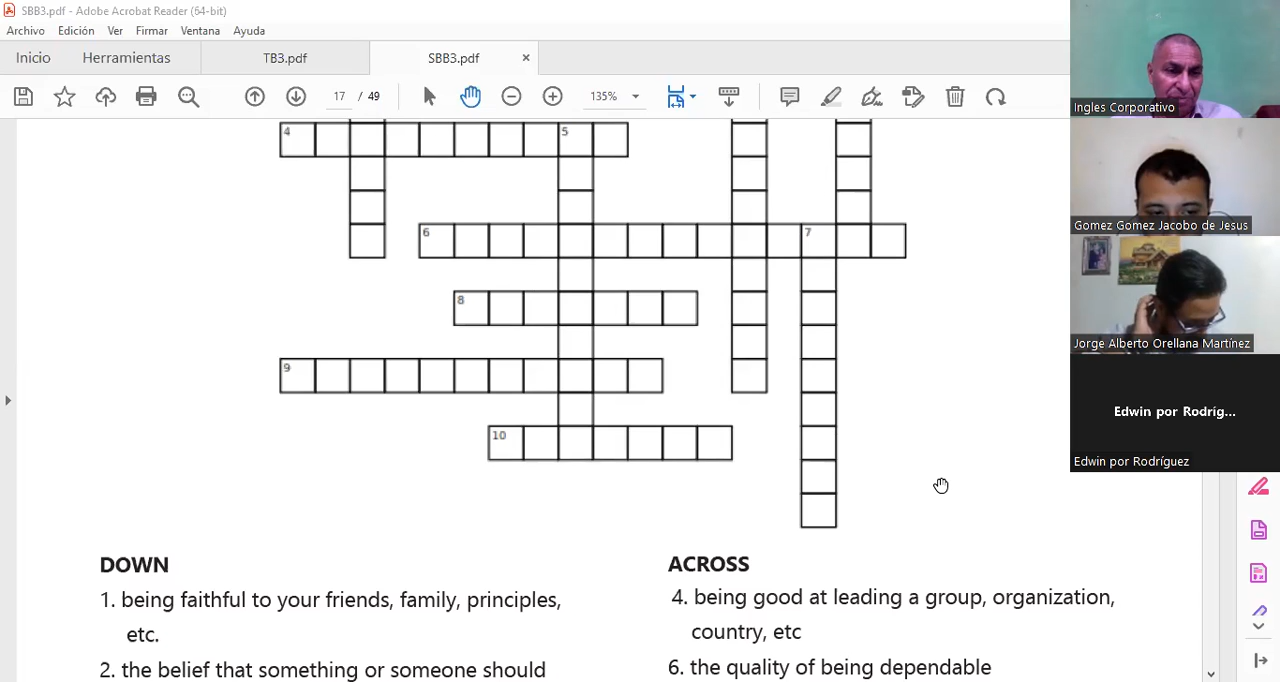 SBB3.pdf - Adobe Acrobat Reader (64-bit)
Archivo Edición Ver Firmar Ventana Ayuda
Inicio Herramientas TB3.pdf SBB3.pdf ×
17 / 49 135%
4 5
6 7
8
9
10
DOWN
1. being faithful to your friends, family, principles,
etc.
2. the belief that something or someone should
ACROSS
4. being good at leading a group, organization,
country, etc
6. the quality of being dependable
Ingles Corporativo
Gomez Gomez Jacobo de Jesus
Jorge Alberto Orellana Martínez
Edwin por Rodríg...
Edwin por Rodríguez